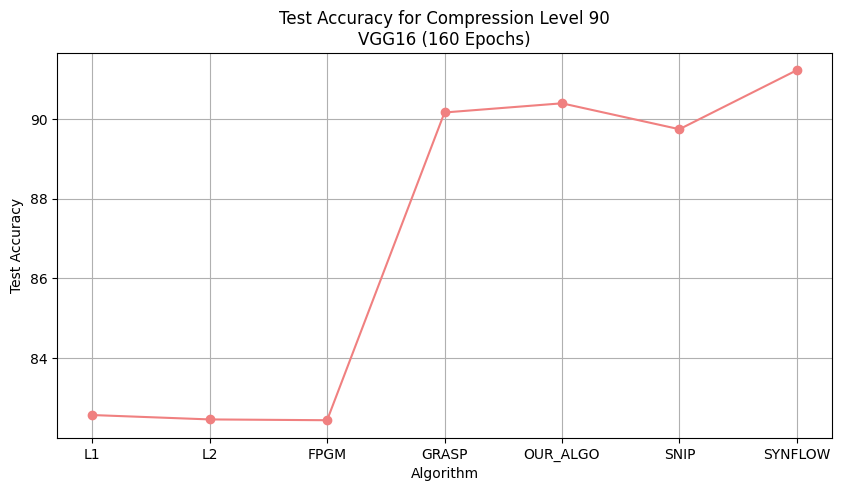 Test Accuracy for Compression Level 90
VGG16 (160 Epochs)
Test Accuracy
90
88
86
84
L1 L2 FPGM GRASP OUR_ALGO SNIP SYNFLOW
Algorithm